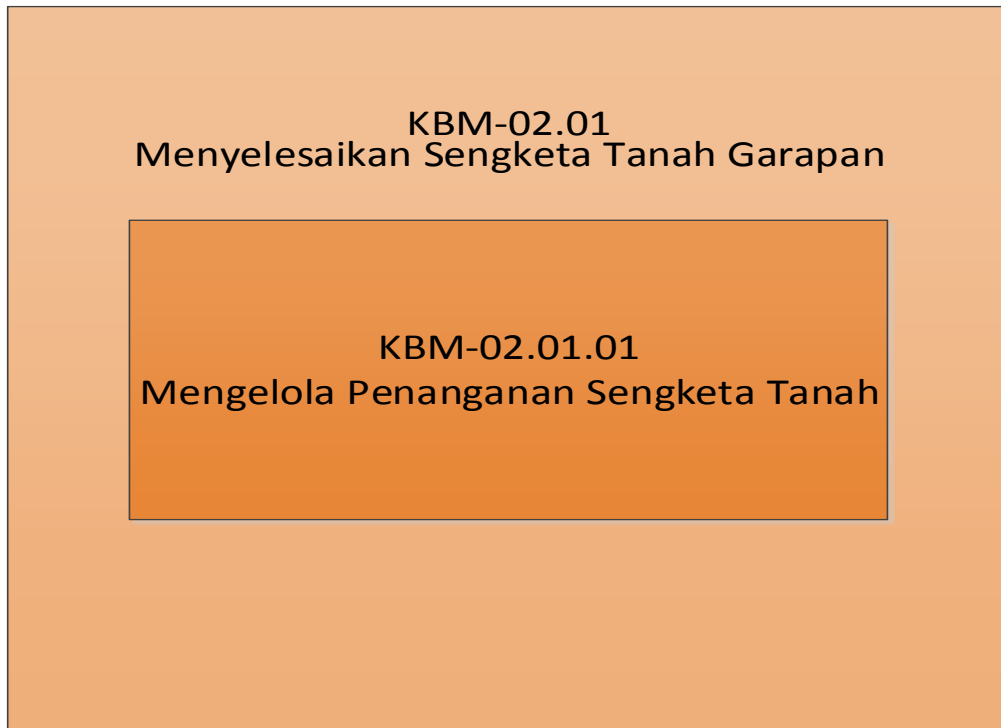 KBM-02.01
Menyelesaikan Sengketa Tanah Garapan
KBM-02.01.01
Mengelola Penanganan Sengketa Tanah